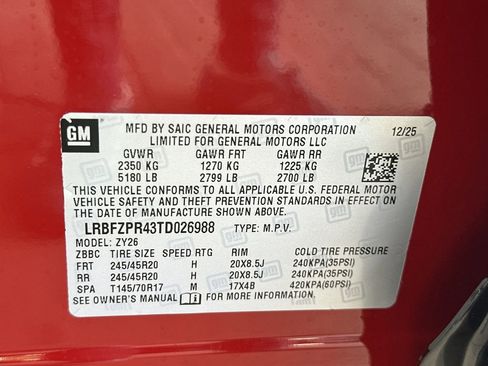 GM
MFD BY SAIC GENERAL MOTORS CORPORATION 12/25
LIMITED FOR GENERAL MOTORS LLC
GVWR GAWR FRT GAWR RR
2350 KG 1270 KG 1225 KG
5180 LB 2799 LB 2700 LB
THIS VEHICLE CONFORMS TO ALL APPLICABLE U.S. FEDERAL MOTOR
VEHICLE SAFETY AND THEFT PREVENTION STANDARDS IN EFFECT ON THE
DATE OF MANUFACTURE SHOWN ABOVE.
LRBFZPR43TD026988 TYPE: M.P.V.
MODEL: ZY26
ZBBC TIRE SIZE SPEED RTG RIM COLD TIRE PRESSURE
FRT 245/45R20 H 20X8.5J 240KPA(35PSI)
RR 245/45R20 H 20X8.5J 240KPA(35PSI)
SPA T145/70R17 M 17X4B 420KPA(60PSI)
SEE OWNER'S MANUAL FOR MORE INFORMATION.